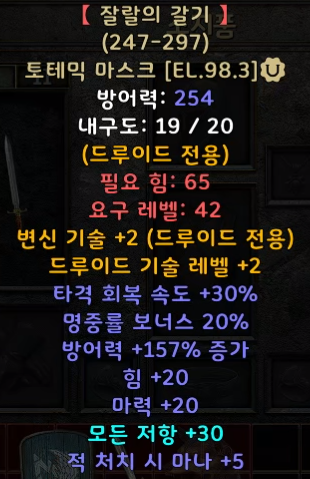 【 잘랄의 갈기 】
(247-297)
토테믹 마스크 [EL.98.3]
방어력: 254
내구도: 19 / 20
(드루이드 전용)
필요 힘: 65
요구 레벨: 42
변신 기술 +2 (드루이드 전용)
드루이드 기술 레벨 +2
타격 회복 속도 +30%
명중률 보너스 20%
방어력 +157% 증가
힘 +20
마력 +20
모든 저항 +30
적 처치 시 마나 +5